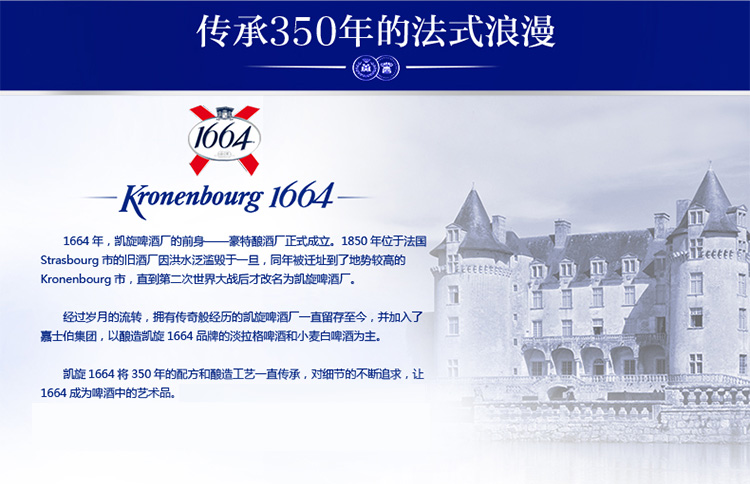 传承350年的法式浪漫
1664
Kronenbourg 1664
1664 年，凯旋啤酒厂的前身——豪特酿酒厂正式成立。1850 年位于法国
Strasbourg 市的旧酒厂因洪水泛滥毁于一旦，同年被迁址到了地势较高的
Kronenbourg 市，直到第二次世界大战后才改名为凯旋啤酒厂。
经过岁月的流转，拥有传奇般经历的凯旋啤酒厂一直留存至今，并加入了
嘉士伯集团，以酿造凯旋 1664 品牌的淡拉格啤酒和小麦白啤酒为主。
凯旋 1664 将 350 年的配方和酿造工艺一直传承，对细节的不断追求，让
1664 成为啤酒中的艺术品。